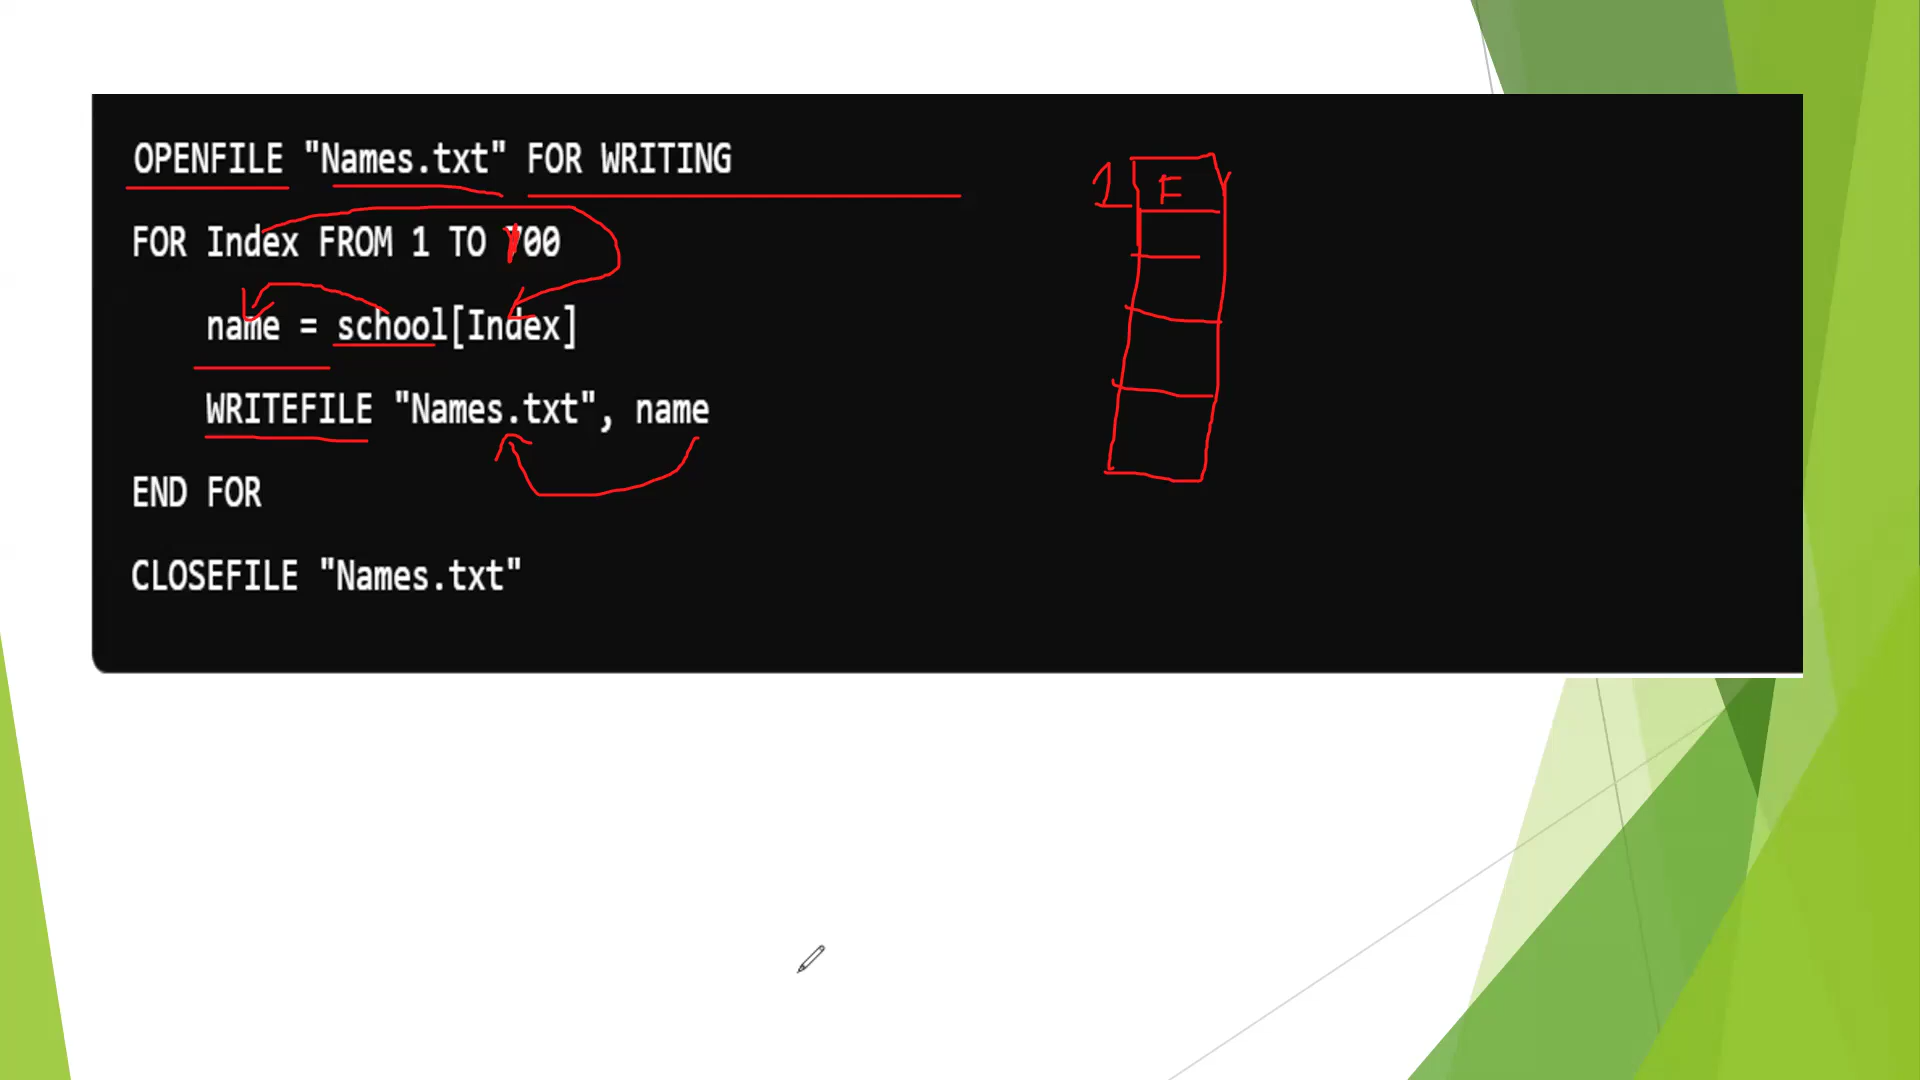 OPENFILE "Names.txt" FOR WRITING
FOR Index FROM 1 TO 700
name = school[Index]
WRITEFILE "Names.txt", name
END FOR
CLOSEFILE "Names.txt"
1 F